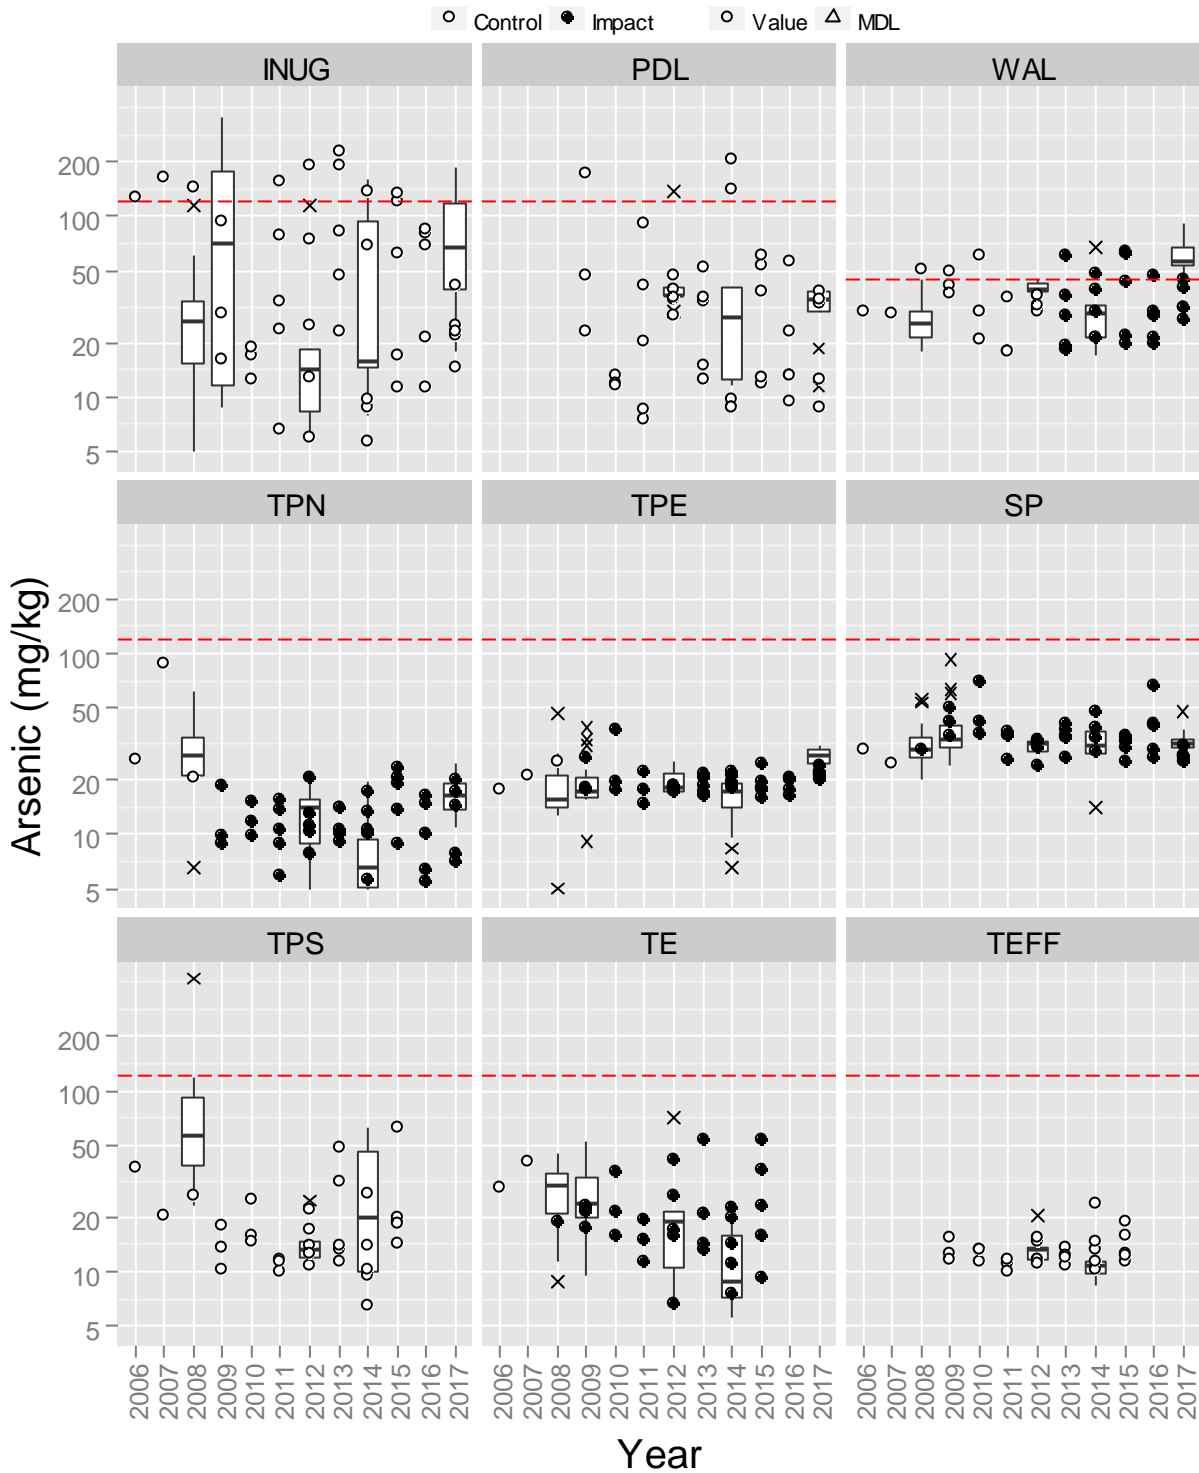 Control Impact Value MDL
INUG PDL WAL
200
100
50
20
10
5
TPN TPE SP
200
100
50
20
10
5
Arsenic (mg/kg)
TPS TE TEFF
200
100
50
20
10
5
2006 2007 2008 2009 2010 2011 2012 2013 2014 2015 2016 2017 2006 2007 2008 2009 2010 2011 2012 2013 2014 2015 2016 2017 2006 2007 2008 2009 2010 2011 2012 2013 2014 2015 2016 2017
Year